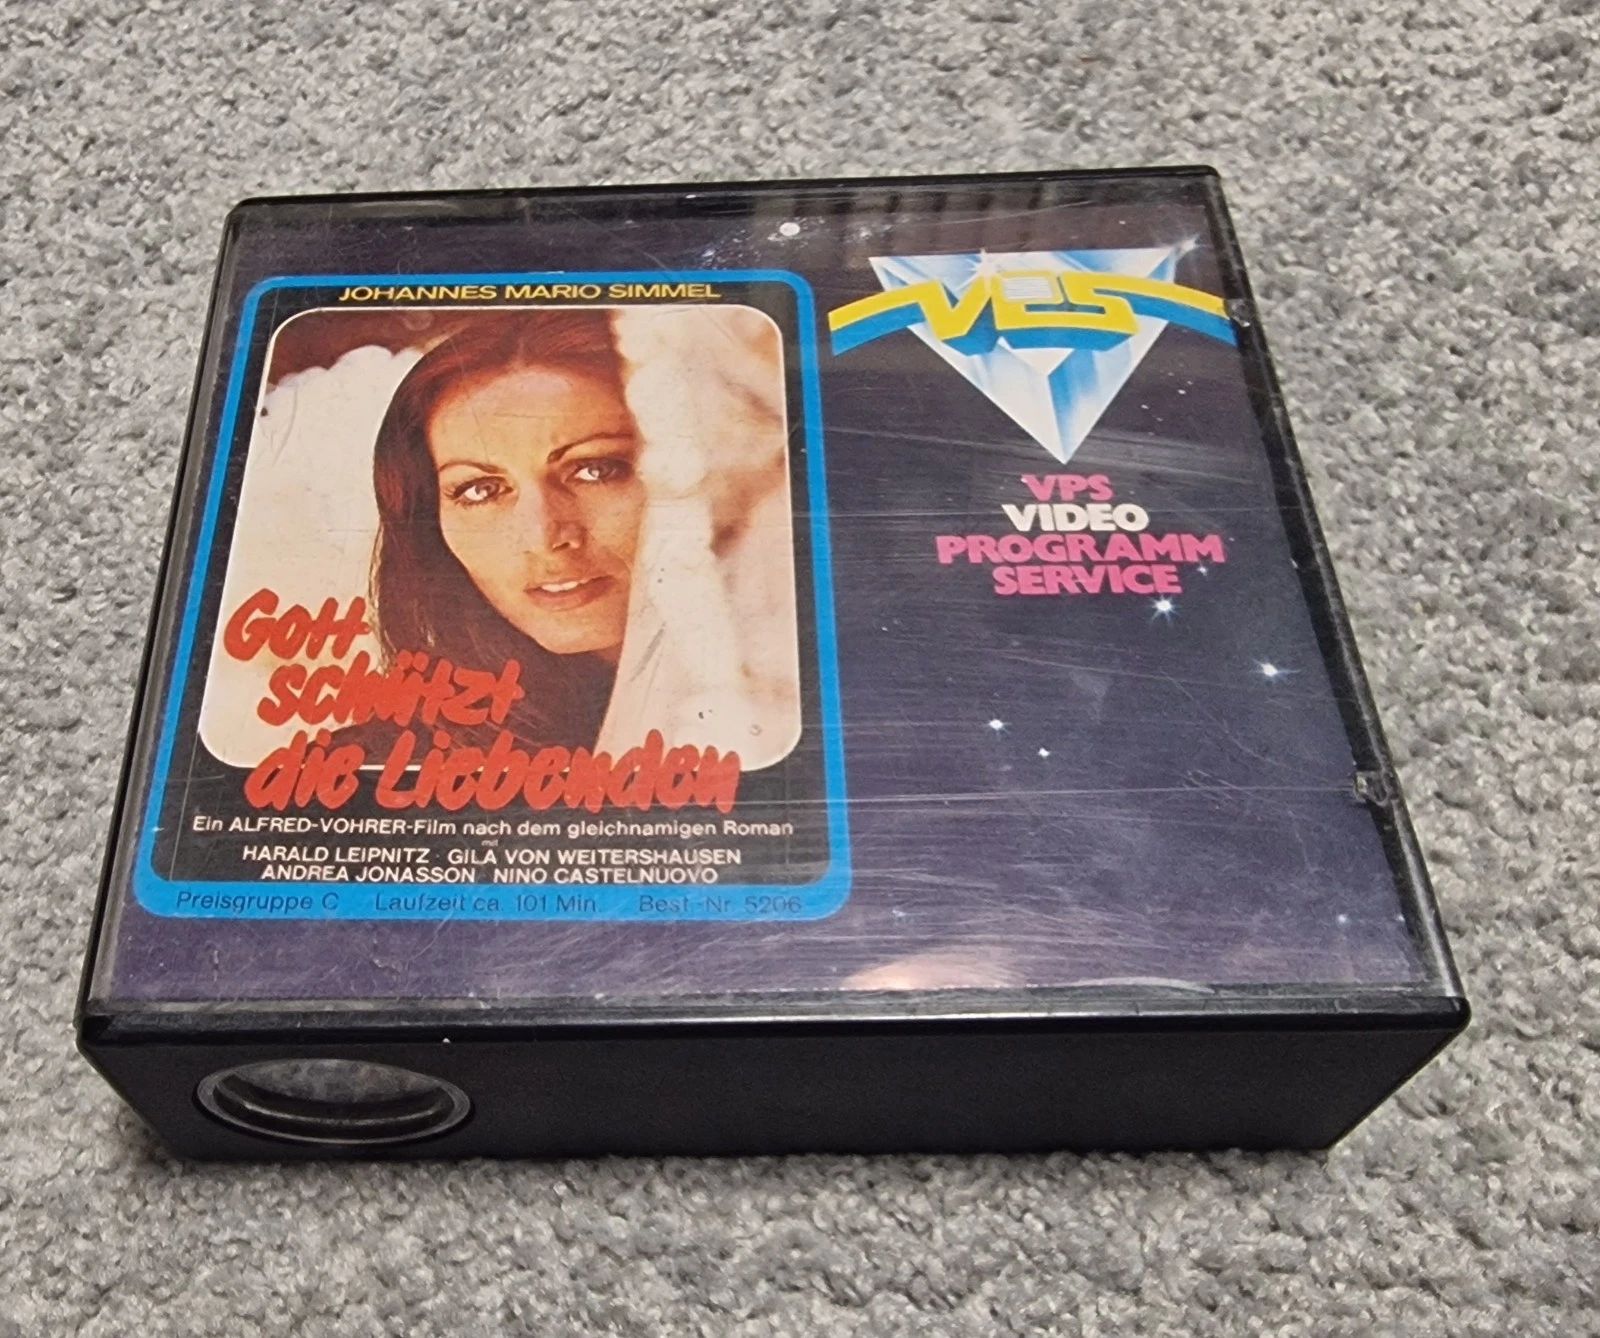 JOHANNES MARIO SIMMEL
Gott
schützt
die Liebenden
Ein ALFRED-VOHRER-Film nach dem gleichnamigen Roman
mit
HARALD LEIPNITZ · GILA VON WEITERSHAUSEN
ANDREA JONASSON NINO CASTELNUOVO
Preisgruppe C Laufzeit ca. 101 Min. Best.-Nr. 5206
VPS
VPS
VIDEO
PROGRAMM
SERVICE